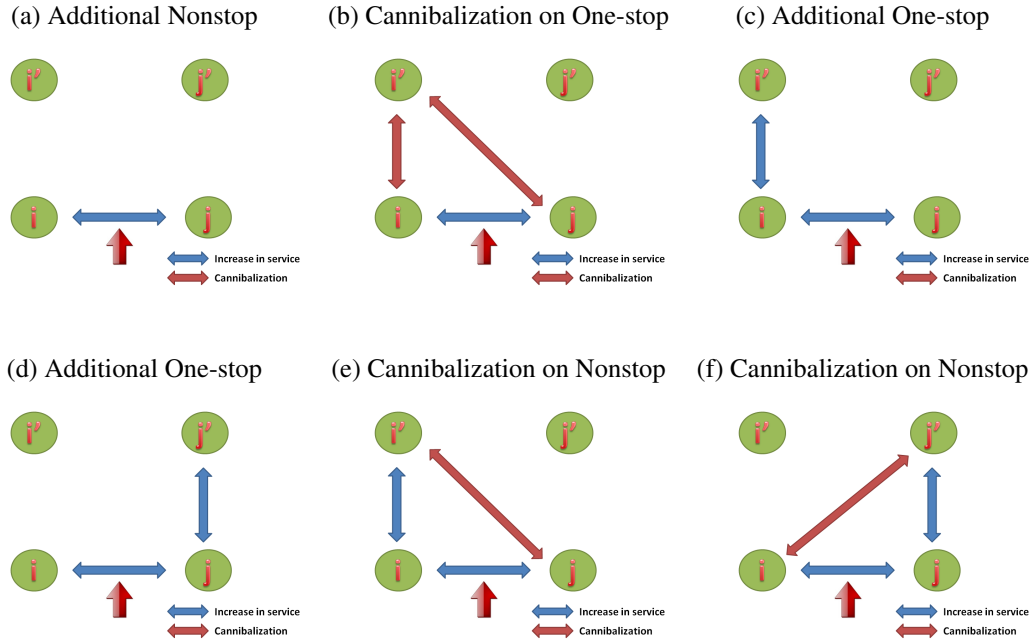 (a) Additional Nonstop
(b) Cannibalization on One-stop
(c) Additional One-stop
i’ j’
i’ j’
i’ j’
i j
i j
i j
Increase in service
Cannibalization
Increase in service
Cannibalization
Increase in service
Cannibalization
(d) Additional One-stop
(e) Cannibalization on Nonstop
(f) Cannibalization on Nonstop
i’ j’
i’ j’
i’ j’
i j
i j
i j
Increase in service
Cannibalization
Increase in service
Cannibalization
Increase in service
Cannibalization